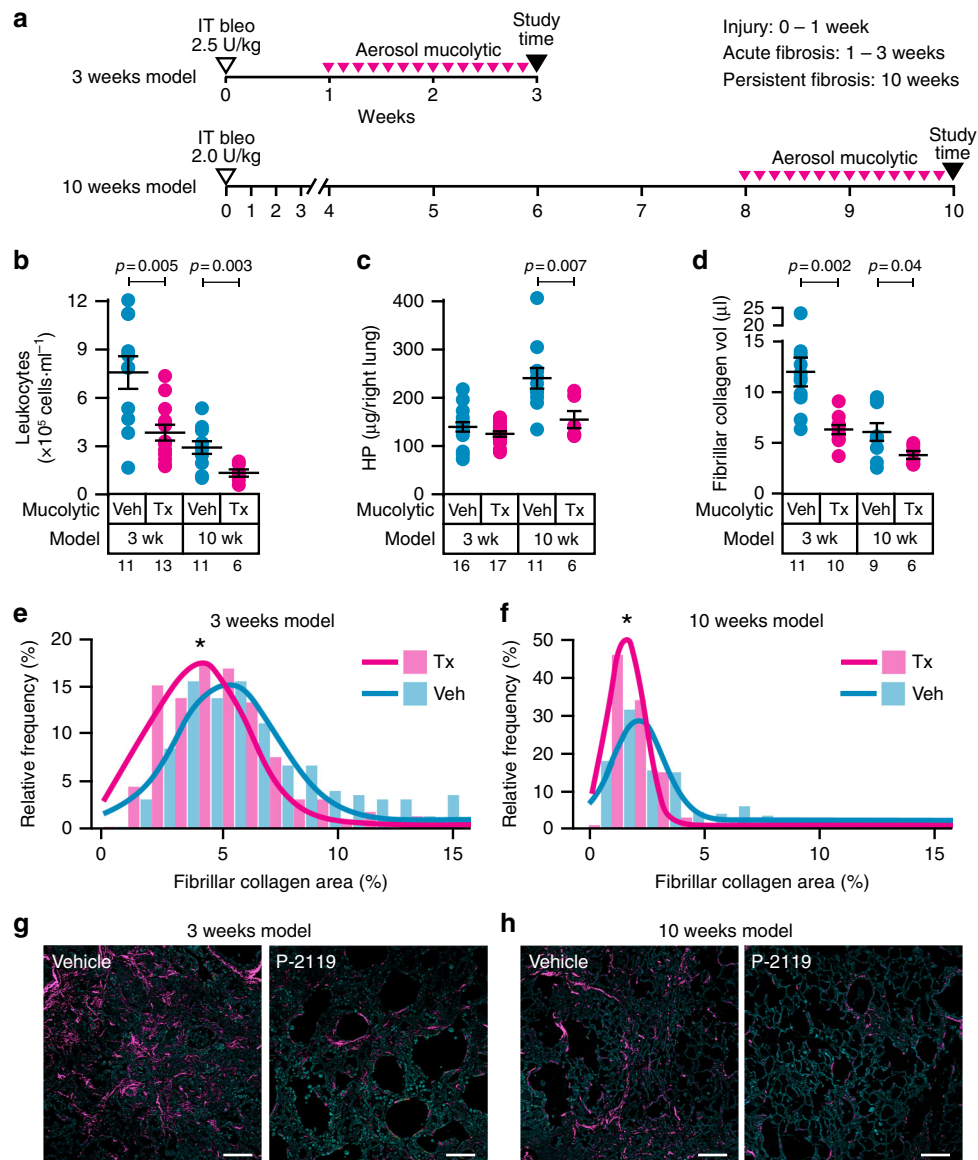 a
IT bleo
2.5 U/kg
Aerosol mucolytic
Study
time
3 weeks model
0 1 2 3
Weeks
Injury: 0 – 1 week
Acute fibrosis: 1 – 3 weeks
Persistent fibrosis: 10 weeks
IT bleo
2.0 U/kg
Aerosol mucolytic
Study
time
10 weeks model
0 1 2 3 4 5 6 7 8 9 10
b
p = 0.005 p = 0.003
Leukocytes
(×10⁵ cells·ml⁻¹)
12
9
6
3
0
Mucolytic Veh Tx Veh Tx
Model 3 wk 10 wk
11 13 11 6
c
p = 0.007
HP (µg/right lung)
400
300
200
100
0
Mucolytic Veh Tx Veh Tx
Model 3 wk 10 wk
16 17 11 6
d
p = 0.002 p = 0.04
Fibrillar collagen vol (µl)
25
20
15
10
5
0
Mucolytic Veh Tx Veh Tx
Model 3 wk 10 wk
11 10 9 6
e
3 weeks model
*
Tx
Veh
Relative frequency (%)
20
15
10
5
0
0 5 10 15
Fibrillar collagen area (%)
f
10 weeks model
*
Tx
Veh
Relative frequency (%)
50
40
30
20
10
0
0 5 10 15
Fibrillar collagen area (%)
g
3 weeks model
Vehicle P-2119
h
10 weeks model
Vehicle P-2119